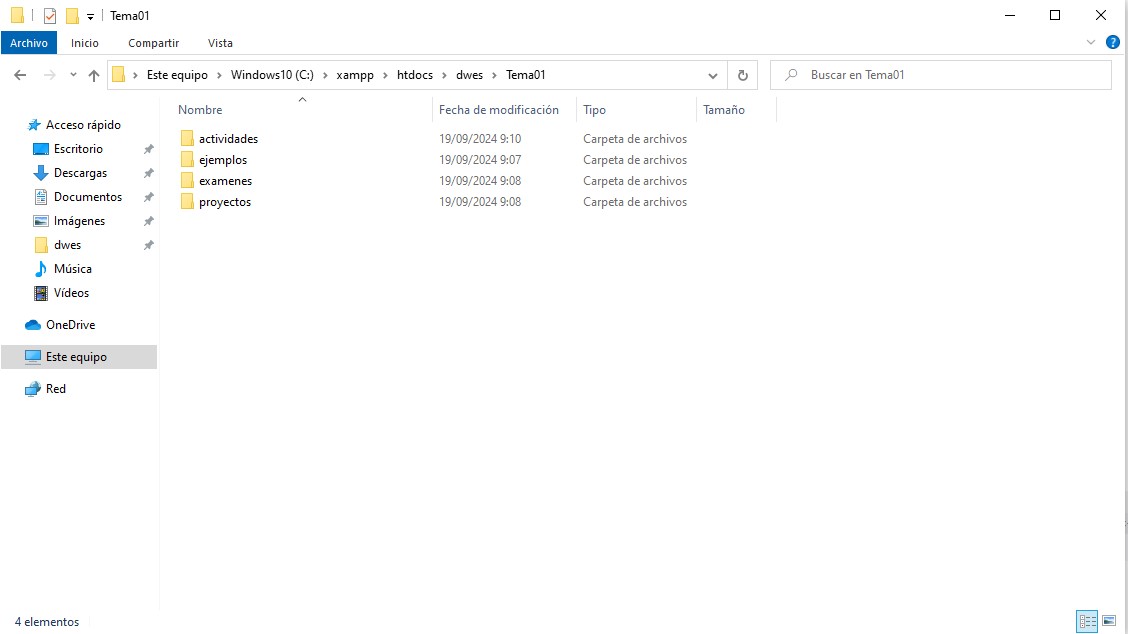 Tema01
Archivo Inicio Compartir Vista
Este equipo Windows10 (C:) xampp htdocs dwes Tema01 Buscar en Tema01
Nombre Fecha de modificación Tipo Tamaño
Acceso rápido
Escritorio
Descargas
Documentos
Imágenes
dwes
Música
Vídeos
OneDrive
Este equipo
Red
actividades 19/09/2024 9:10 Carpeta de archivos
ejemplos 19/09/2024 9:07 Carpeta de archivos
examenes 19/09/2024 9:08 Carpeta de archivos
proyectos 19/09/2024 9:08 Carpeta de archivos
4 elementos